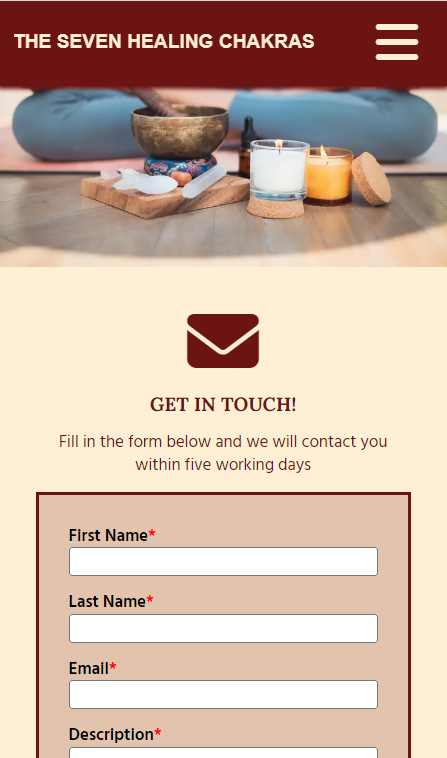 THE SEVEN HEALING CHAKRAS
GET IN TOUCH!
Fill in the form below and we will contact you
within five working days
First Name*
Last Name*
Email*
Description*